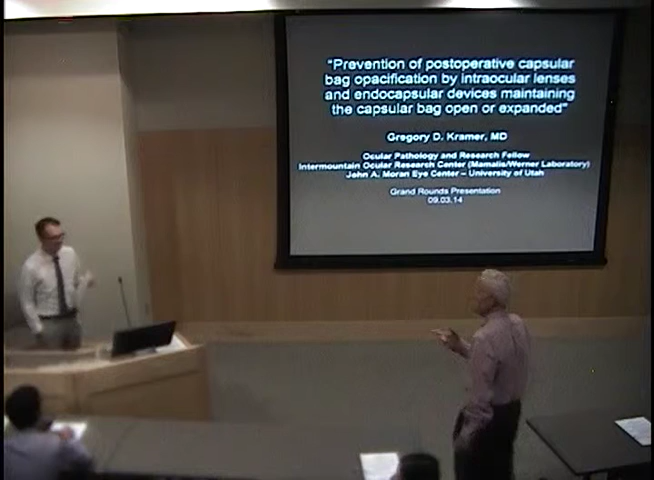 "Prevention of postoperative capsular
bag opacification by intraocular lenses
and endocapsular devices maintaining
the capsular bag open or expanded"
Gregory D. Kramer, MD
Ocular Pathology and Research Fellow
Intermountain Ocular Research Center (Mamalis/Werner Laboratory)
John A. Moran Eye Center – University of Utah
Grand Rounds Presentation
09.03.14